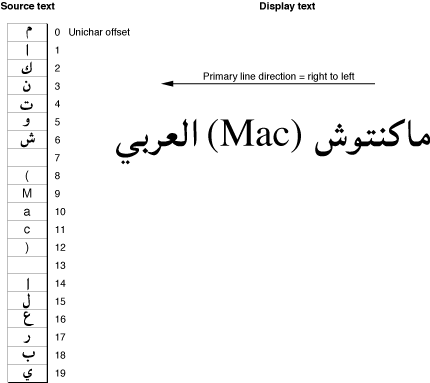 Source text
Display text
م 0 Unichar offset
ا 1
ك 2
ن 3
ت 4
و 5
ش 6
7
( 8
M 9
a 10
c 11
) 12
13
ا 14
ل 15
ع 16
ر 17
ب 18
ي 19
Primary line direction = right to left
ماكنتوش (Mac) العربي